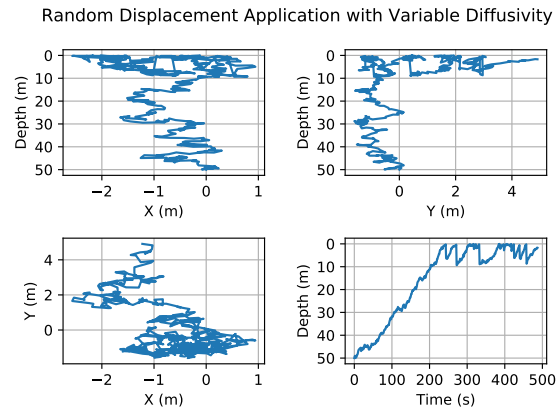 Random Displacement Application with Variable Diffusivity
0
10
20
30
40
50
Depth (m)
−2 −1 0 1
X (m)
0
10
20
30
40
50
Depth (m)
0 2 4
Y (m)
4
2
0
Y (m)
−2 −1 0 1
X (m)
0
10
20
30
40
50
Depth (m)
0 100 200 300 400 500
Time (s)